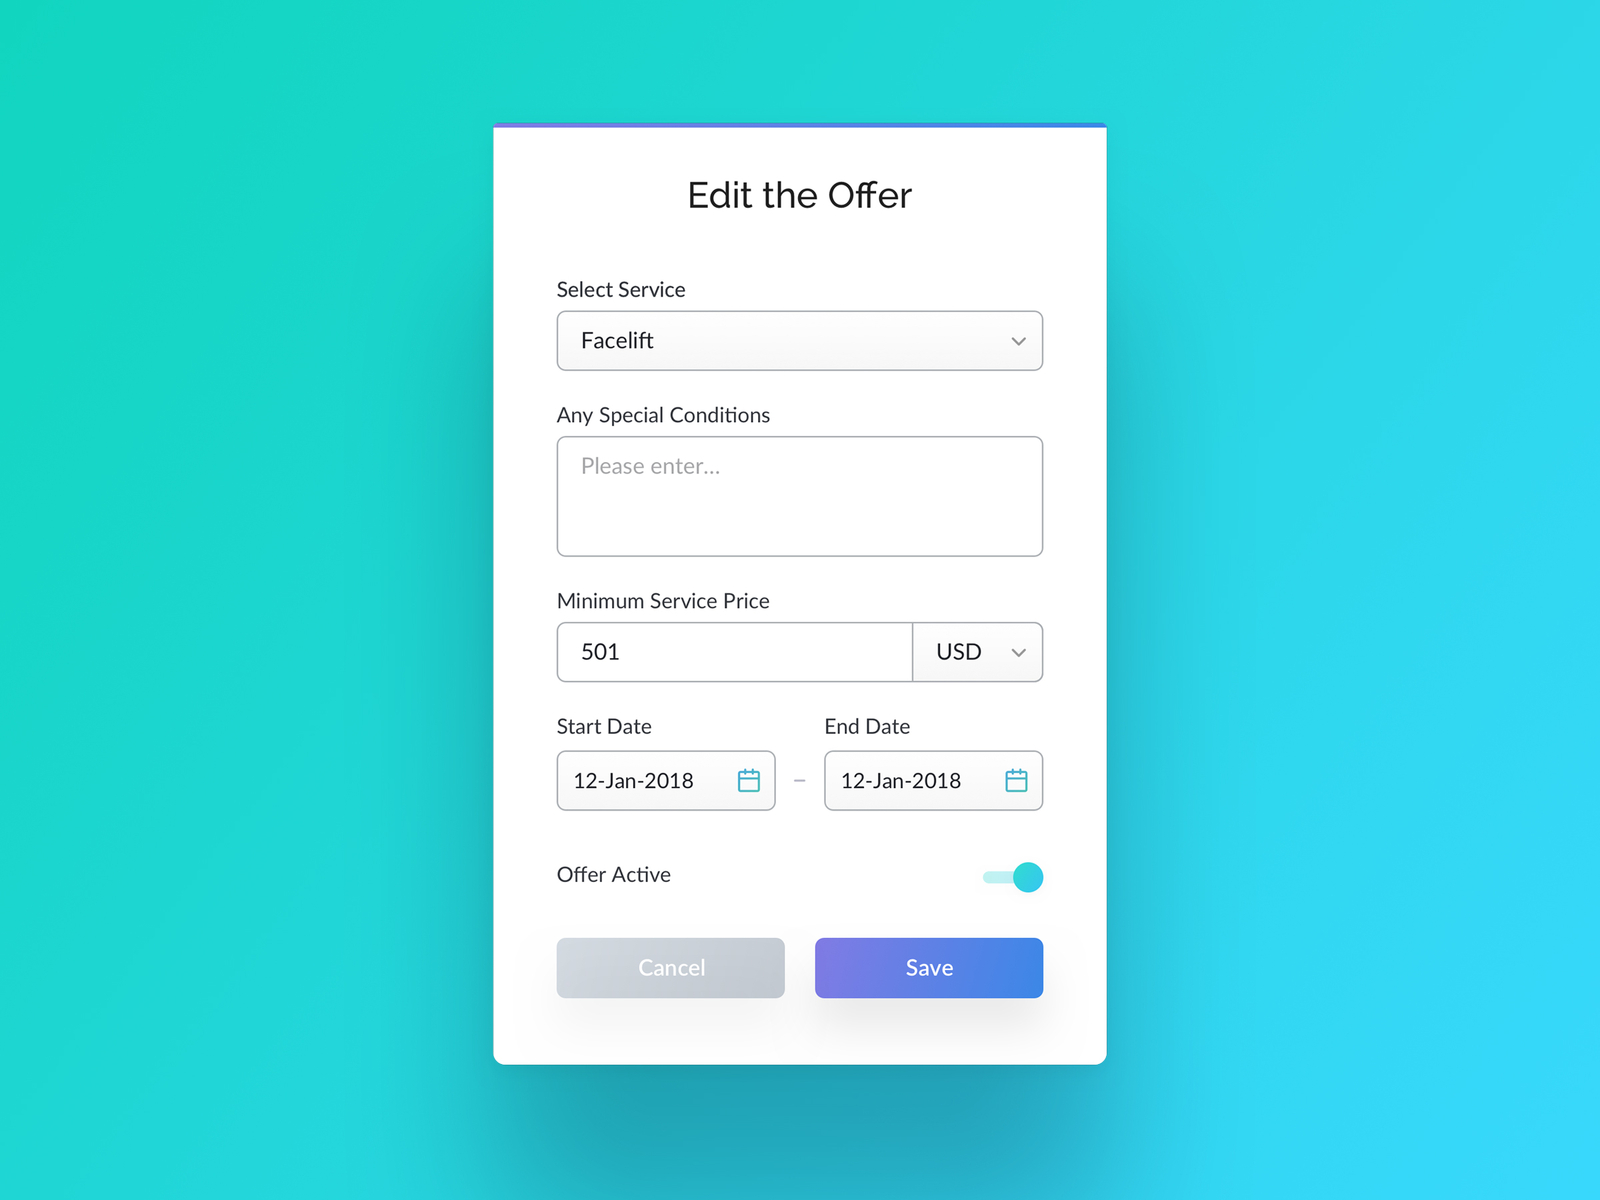 Edit the Offer
Select Service
Facelift
Any Special Conditions
Please enter...
Minimum Service Price
501
USD
Start Date
End Date
12-Jan-2018
–
12-Jan-2018
Offer Active
Cancel
Save